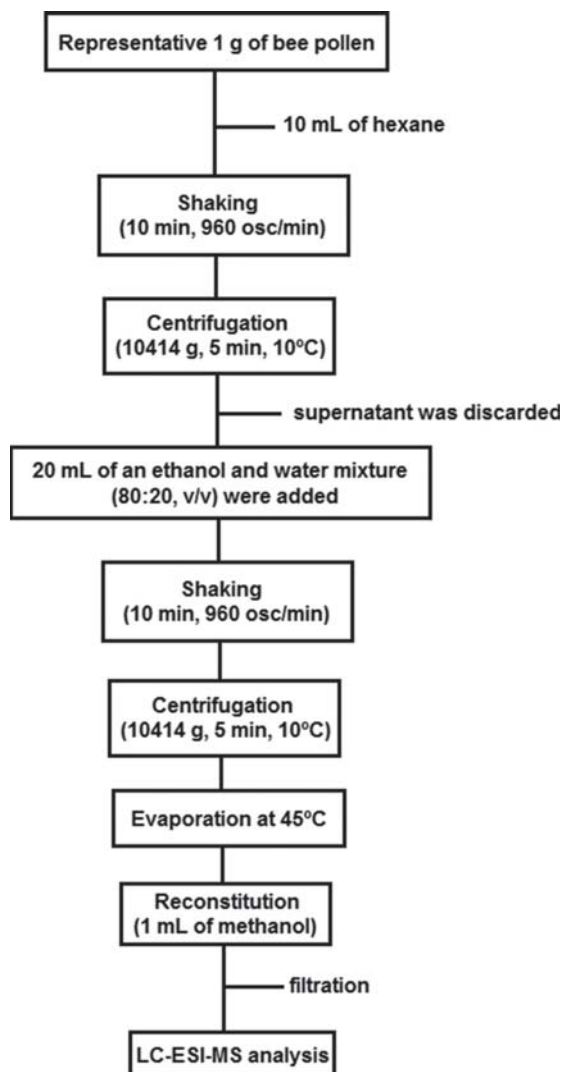 Representative 1 g of bee pollen
10 mL of hexane
Shaking
(10 min, 960 osc/min)
Centrifugation
(10414 g, 5 min, 10ºC)
supernatant was discarded
20 mL of an ethanol and water mixture
(80:20, v/v) were added
Shaking
(10 min, 960 osc/min)
Centrifugation
(10414 g, 5 min, 10ºC)
Evaporation at 45ºC
Reconstitution
(1 mL of methanol)
filtration
LC-ESI-MS analysis